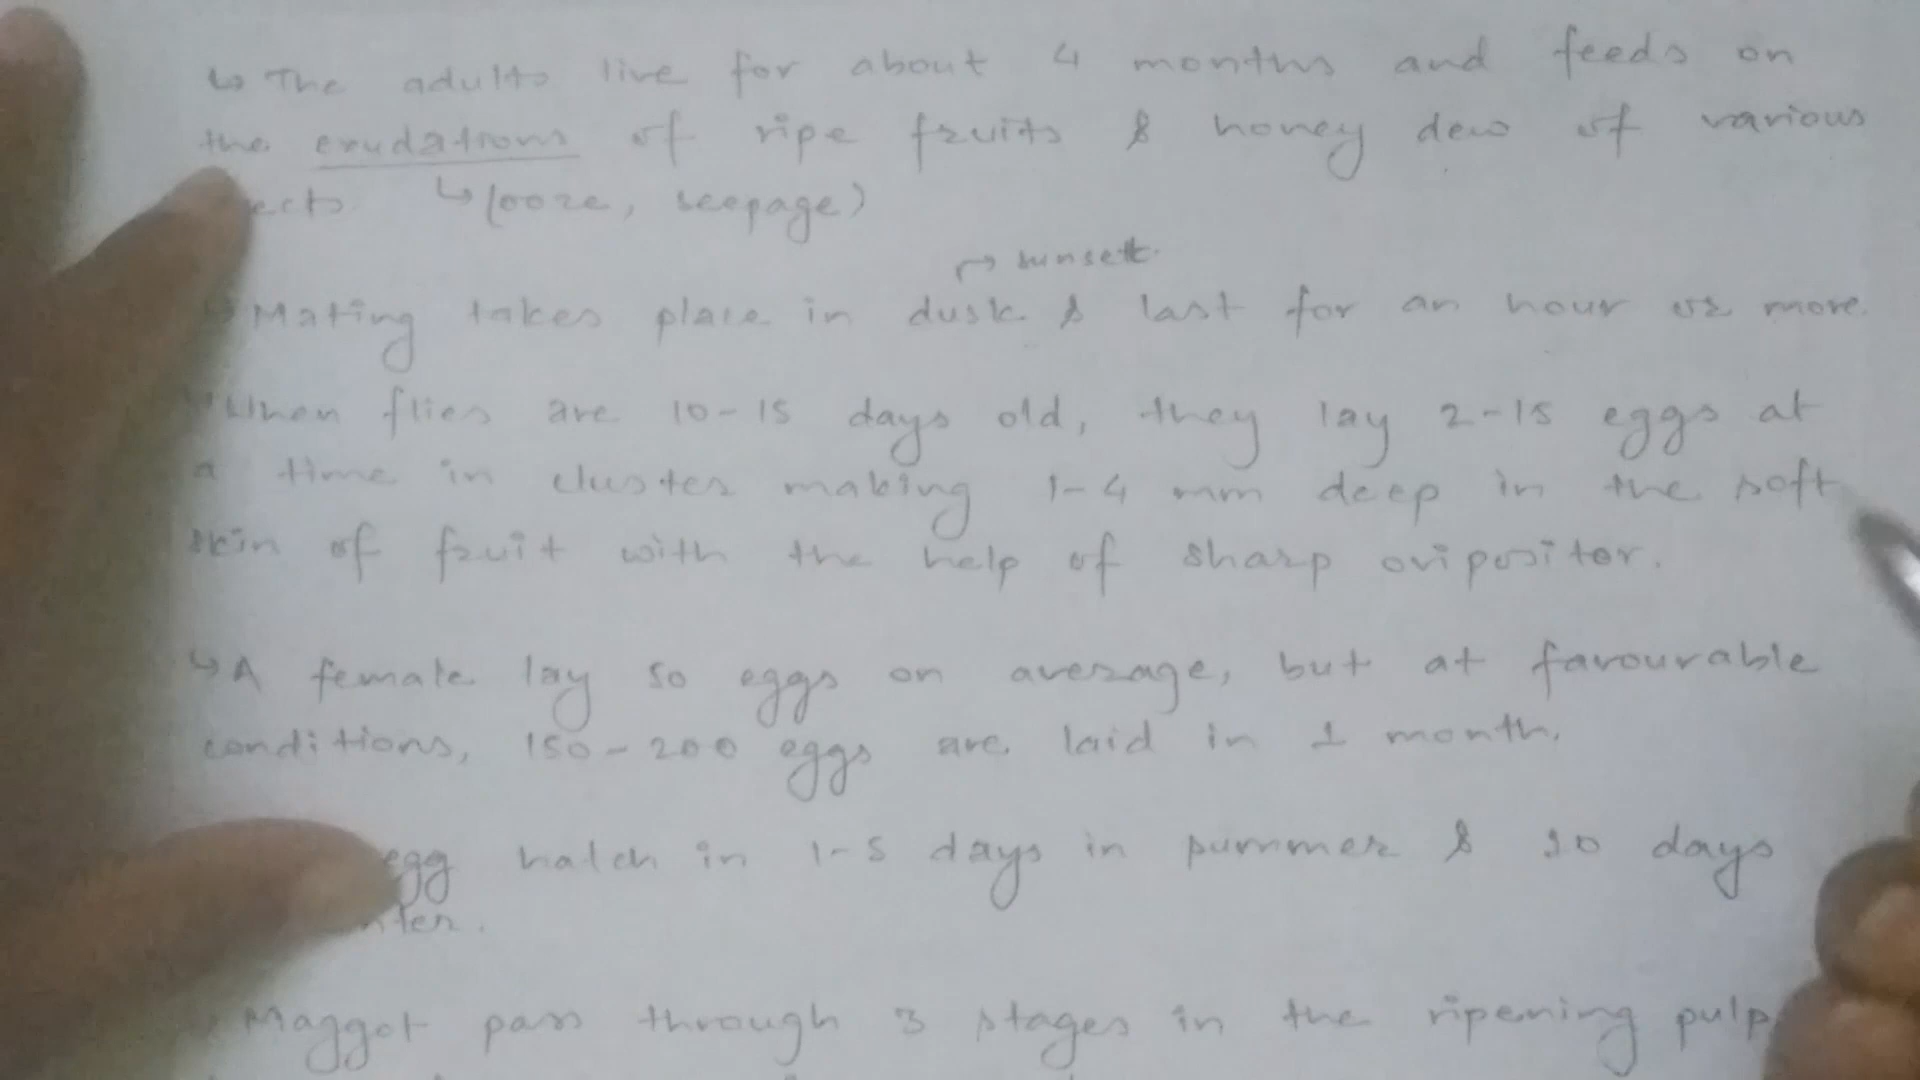 ↳ The adults live for about 4 months and feeds on
the exudations of ripe fruits & honey dew of various
ects ↳ (ooze, seepage)
↱ sunset
Mating takes place in dusk & last for an hour or more.
When flies are 10-15 days old, they lay 2-15 eggs at
a time in cluster making 1-4 mm deep in the soft
skin of fruit with the help of sharp ovipositor.
↳ A female lay 50 eggs on average, but at favourable
conditions, 150-200 eggs are laid in 1 month.
egg hatch in 1-5 days in summer & 10 days
nter.
Maggot pass through 3 stages in the ripening pulp